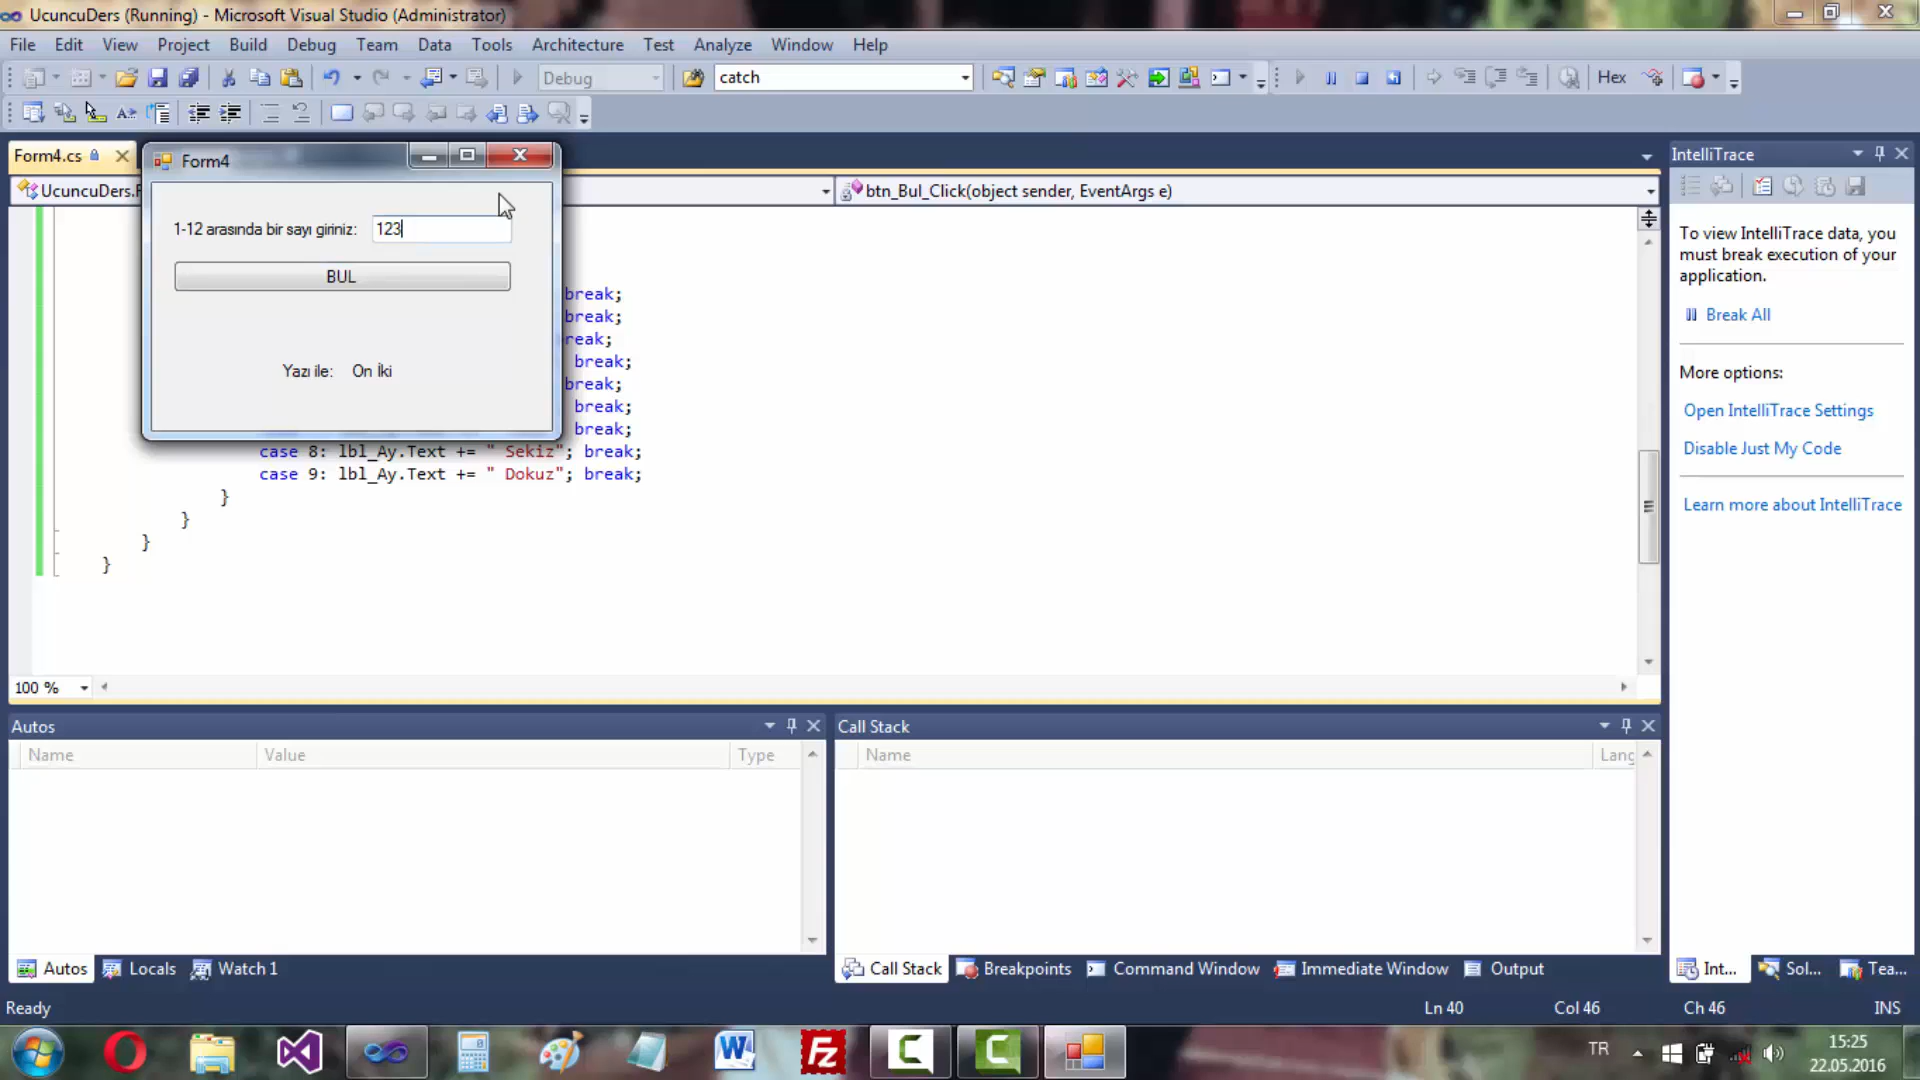 UcuncuDers (Running) - Microsoft Visual Studio (Administrator)
File Edit View Project Build Debug Team Data Tools Architecture Test Analyze Window Help
Debug catch Hex
Form4.cs
Form4
UcuncuDers.F
btn_Bul_Click(object sender, EventArgs e)
1-12 arasında bir sayı giriniz: 123
BUL
Yazı ile: On İki
break;
break;
reak;
break;
break;
break;
break;
case 8: lbl_Ay.Text += " Sekiz"; break;
case 9: lbl_Ay.Text += " Dokuz"; break;
}
}
}
}
100 %
IntelliTrace
To view IntelliTrace data, you
must break execution of your
application.
Break All
More options:
Open IntelliTrace Settings
Disable Just My Code
Learn more about IntelliTrace
Autos
Name Value Type
Call Stack
Name Lang
Autos Locals Watch 1
Call Stack Breakpoints Command Window Immediate Window Output
Int... Sol... Tea...
Ready Ln 40 Col 46 Ch 46 INS
TR
15:25
22.05.2016